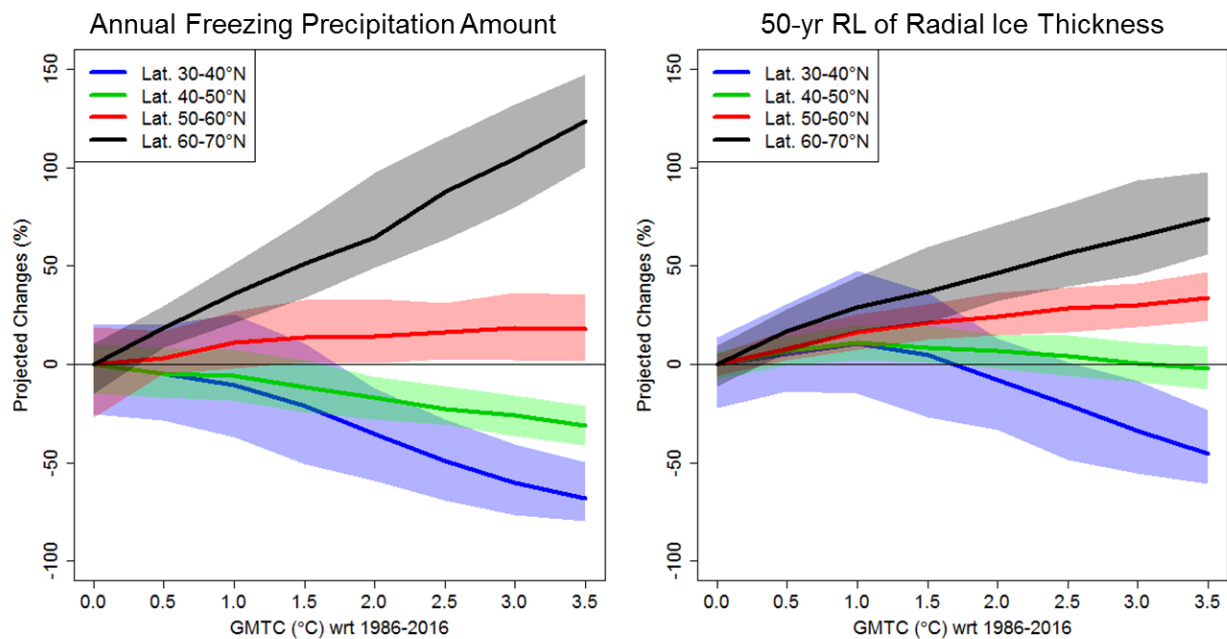 Annual Freezing Precipitation Amount
Lat. 30-40°N
Lat. 40-50°N
Lat. 50-60°N
Lat. 60-70°N
Projected Changes (%)
150
100
50
0
-50
-100
0.0 0.5 1.0 1.5 2.0 2.5 3.0 3.5
GMTC (°C) wrt 1986-2016
50-yr RL of Radial Ice Thickness
Lat. 30-40°N
Lat. 40-50°N
Lat. 50-60°N
Lat. 60-70°N
Projected Changes (%)
150
100
50
0
-50
-100
0.0 0.5 1.0 1.5 2.0 2.5 3.0 3.5
GMTC (°C) wrt 1986-2016